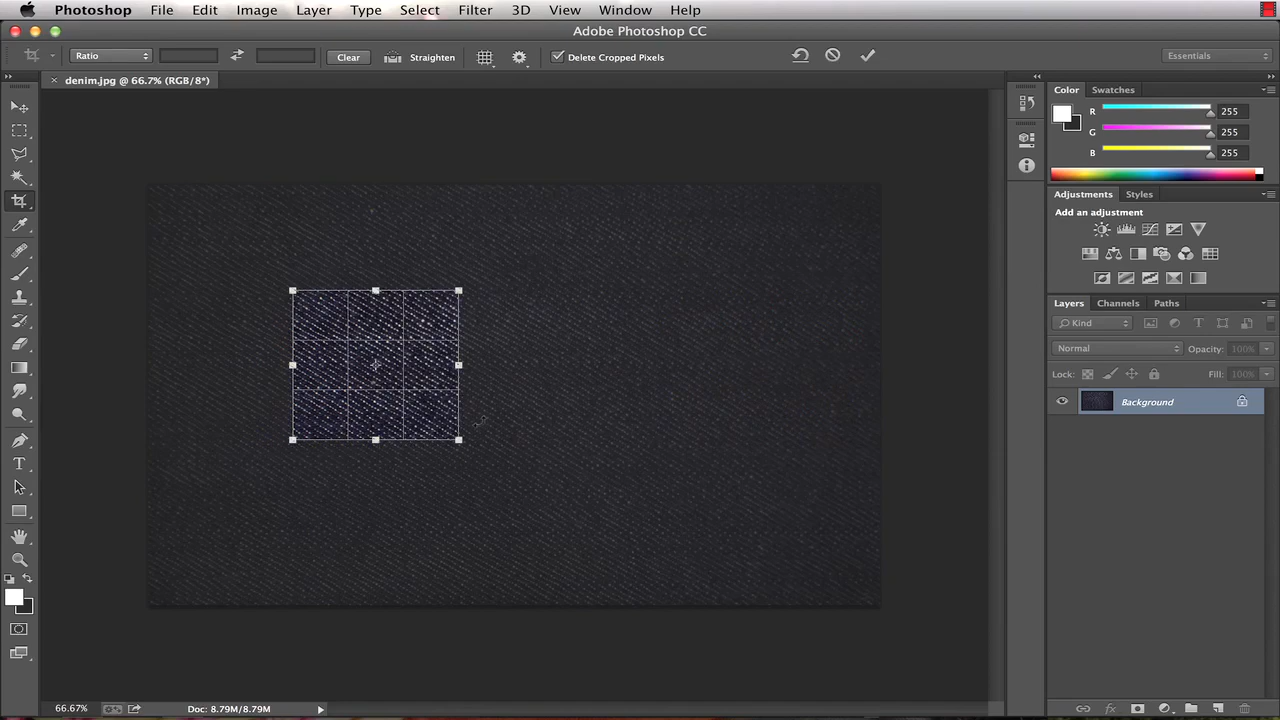 Photoshop File Edit Image Layer Type Select Filter 3D View Window Help
Adobe Photoshop CC
Ratio Clear Straighten Delete Cropped Pixels Essentials
× denim.jpg @ 66.7% (RGB/8*)
Color Swatches
R 255
G 255
B 255
Adjustments Styles
Add an adjustment
Layers Channels Paths
Kind
Normal Opacity: 100%
Lock: Fill: 100%
Background
66.67% Doc: 8.79M/8.79M